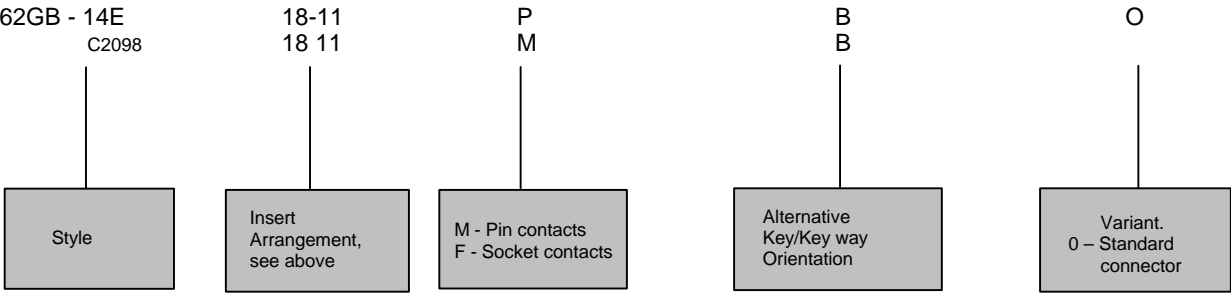 62GB - 14E 18-11 P B O
C2098 18 11 M B
Style
Insert
Arrangement,
see above
M - Pin contacts
F - Socket contacts
Alternative
Key/Key way
Orientation
Variant.
0 – Standard
connector